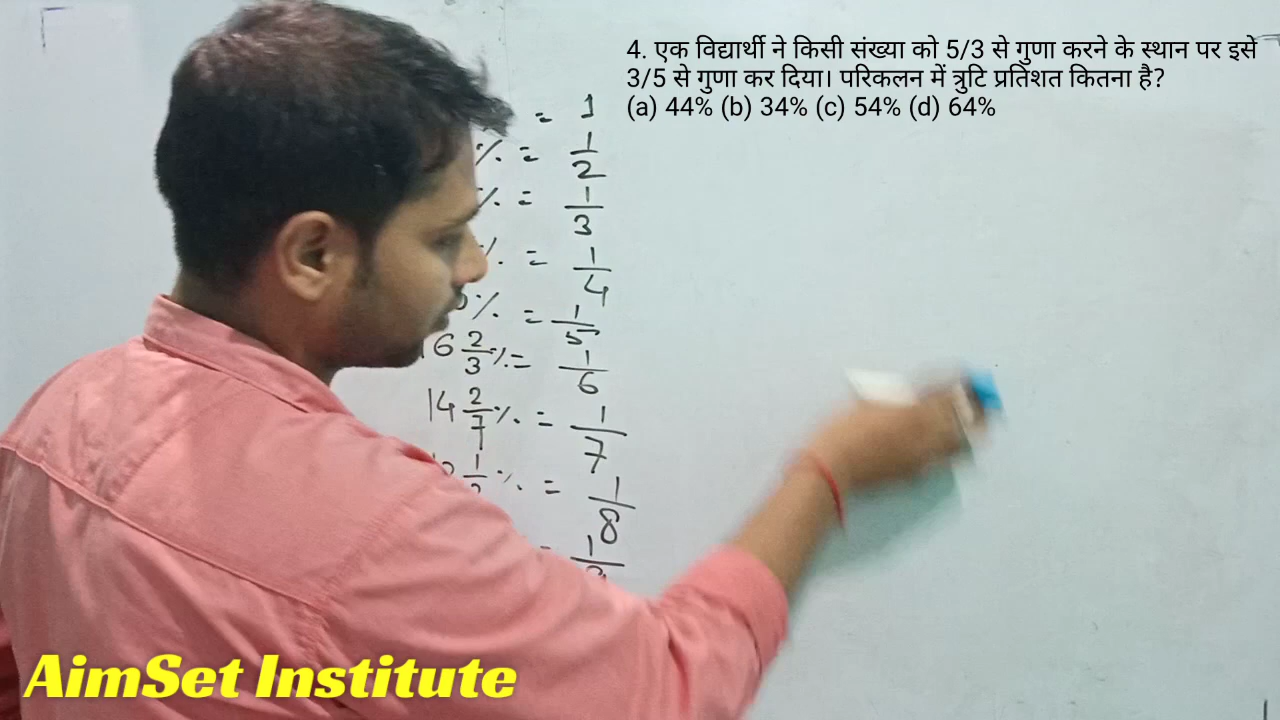 4. एक विद्यार्थी ने किसी संख्या को 5/3 से गुणा करने के स्थान पर इसे
3/5 से गुणा कर दिया। परिकलन में त्रुटि प्रतिशत कितना है?
(a) 44% (b) 34% (c) 54% (d) 64%
= 1
% = 1/2
% = 1/3
% = 1/4
% = 1/5
16 2/3 % = 1/6
14 2/7 % = 1/7
% = 1/8
AimSet Institute